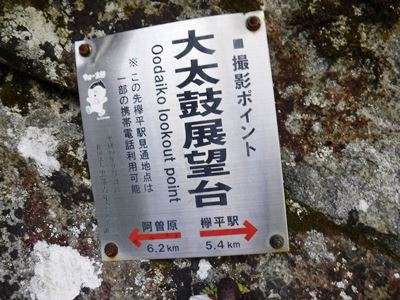 ■撮影ポイント
大太鼓展望台
Oodaiko lookout point
※この先欅平駅見通地点は
一部の携帯電話利用可能
阿曽原 欅平駅
6.2km 5.4km